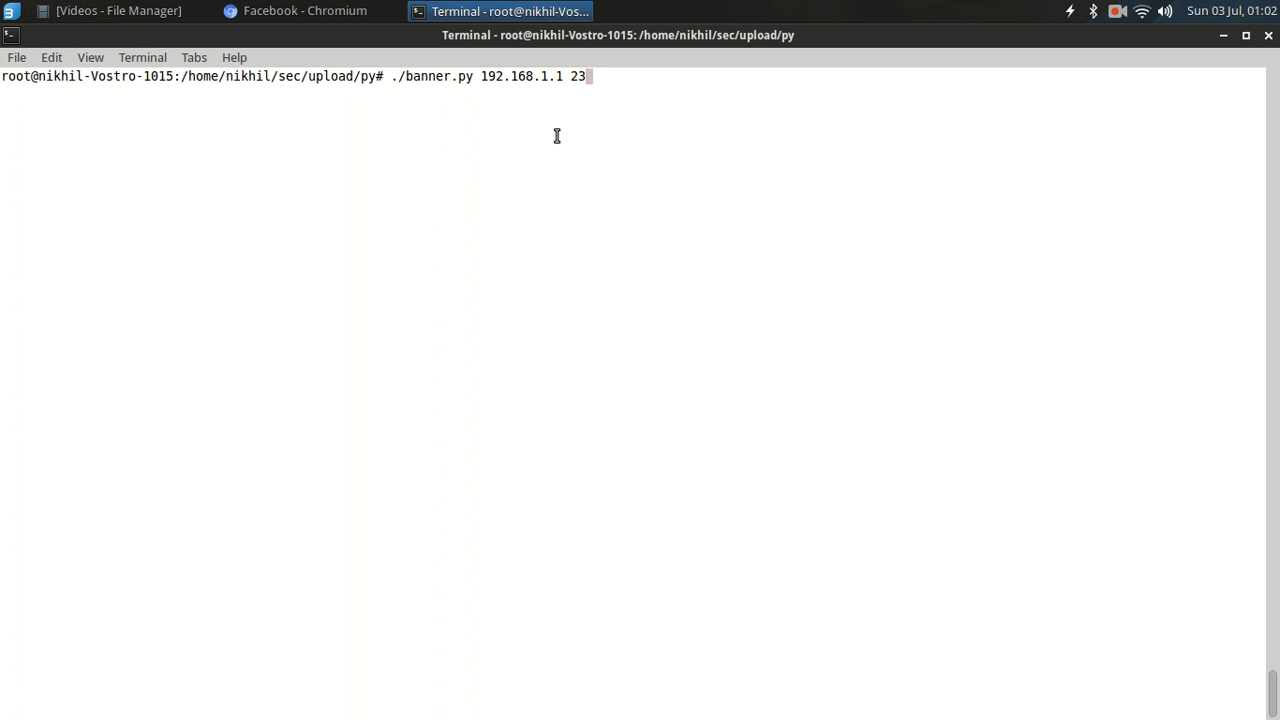 [Videos - File Manager] Facebook - Chromium Terminal - root@nikhil-Vos... Sun 03 Jul, 01:02
Terminal - root@nikhil-Vostro-1015: /home/nikhil/sec/upload/py
File Edit View Terminal Tabs Help
root@nikhil-Vostro-1015:/home/nikhil/sec/upload/py# ./banner.py 192.168.1.1 23